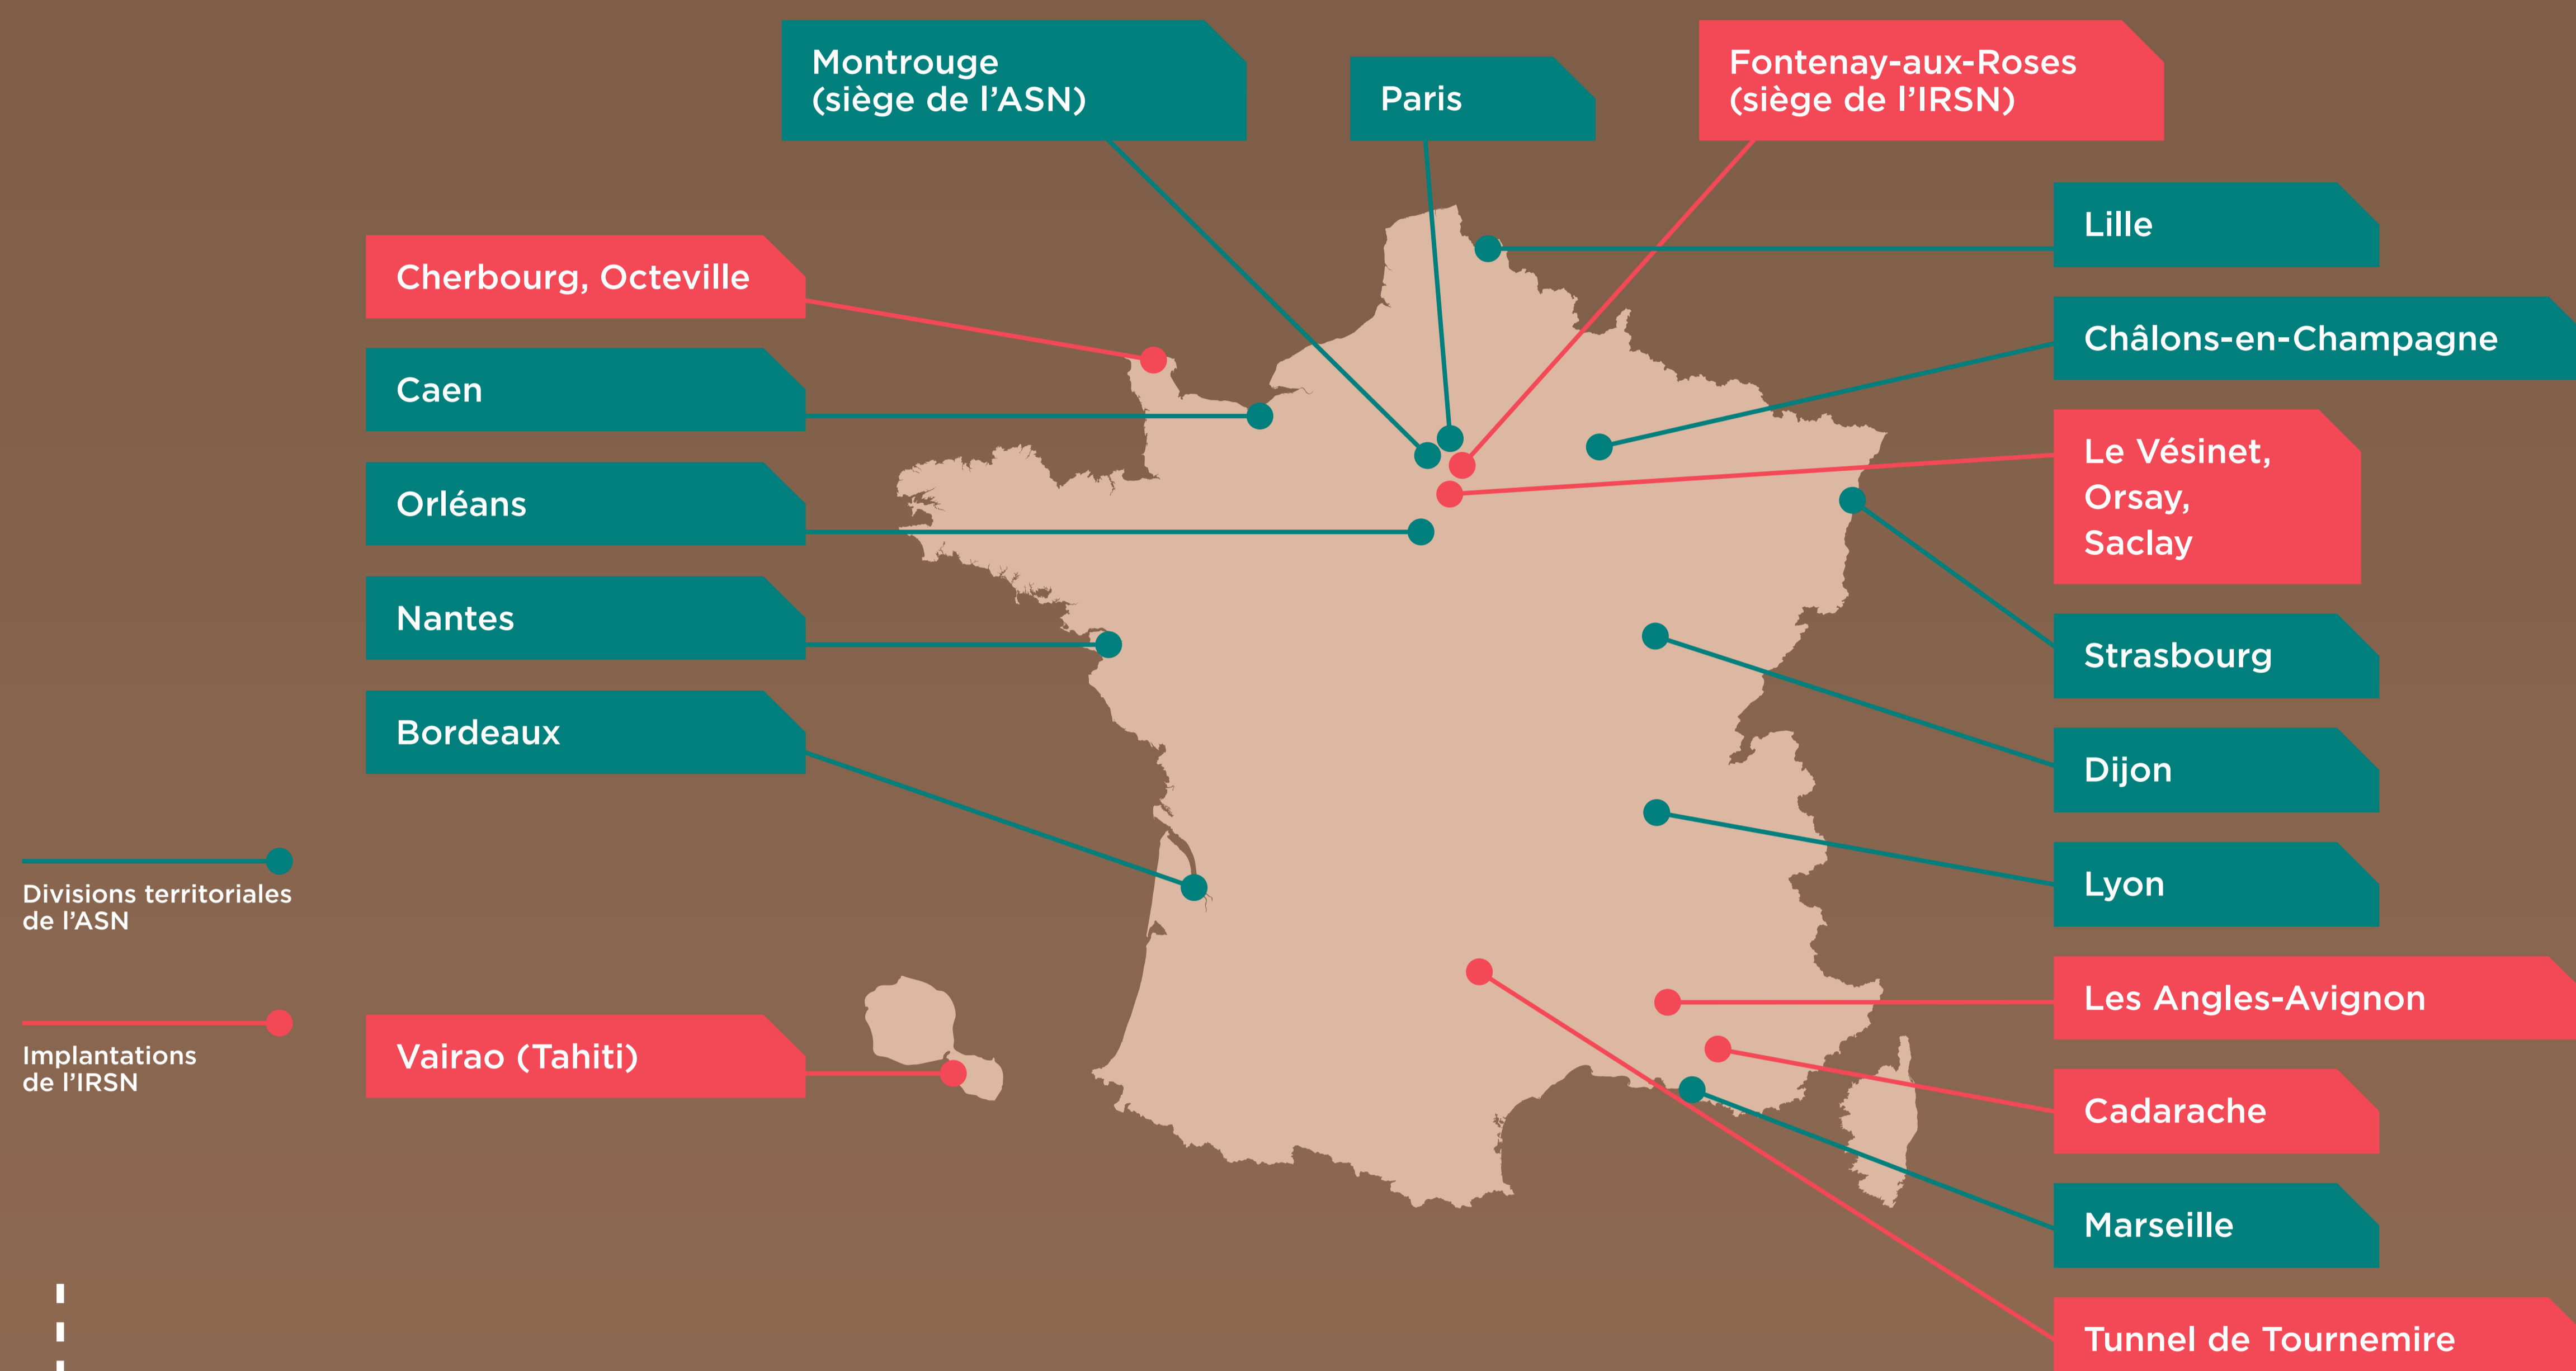 Montrouge
(siège de l'ASN)
Paris
Fontenay-aux-Roses
(siège de l'IRSN)
Cherbourg, Octeville
Caen
Orléans
Nantes
Bordeaux
Divisions territoriales
de l'ASN
Implantations
de l'IRSN
Vairao (Tahiti)
Lille
Châlons-en-Champagne
Le Vésinet,
Orsay,
Saclay
Strasbourg
Dijon
Lyon
Les Angles-Avignon
Cadarache
Marseille
Tunnel de Tournemire